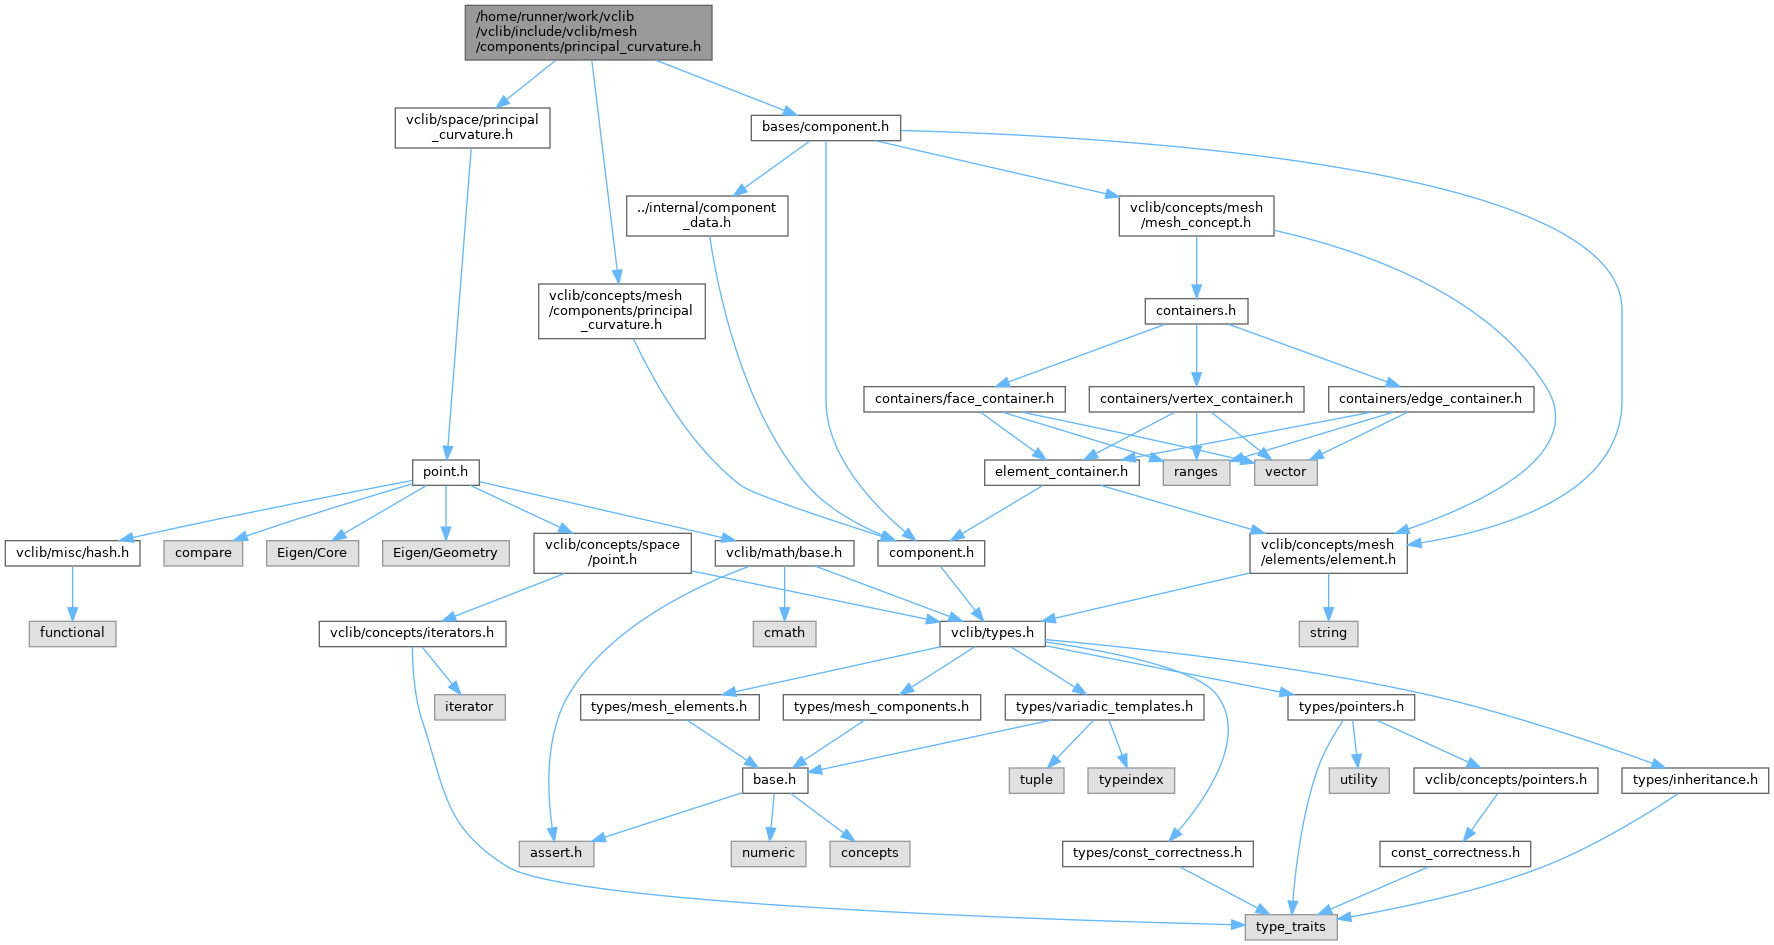 /home/runner/work/vclib
/vclib/include/vclib/mesh
/components/principal_curvature.h
vclib/space/principal
_curvature.h
bases/component.h
../internal/component
_data.h
vclib/concepts/mesh
/mesh_concept.h
vclib/concepts/mesh
/components/principal
_curvature.h
containers.h
containers/face_container.h
containers/vertex_container.h
containers/edge_container.h
point.h
element_container.h
ranges
vector
vclib/misc/hash.h
compare
Eigen/Core
Eigen/Geometry
vclib/concepts/space
/point.h
vclib/math/base.h
component.h
vclib/concepts/mesh
/elements/element.h
functional
vclib/concepts/iterators.h
cmath
vclib/types.h
string
iterator
types/mesh_elements.h
types/mesh_components.h
types/variadic_templates.h
types/pointers.h
base.h
tuple
typeindex
utility
vclib/concepts/pointers.h
types/inheritance.h
assert.h
numeric
concepts
types/const_correctness.h
const_correctness.h
type_traits